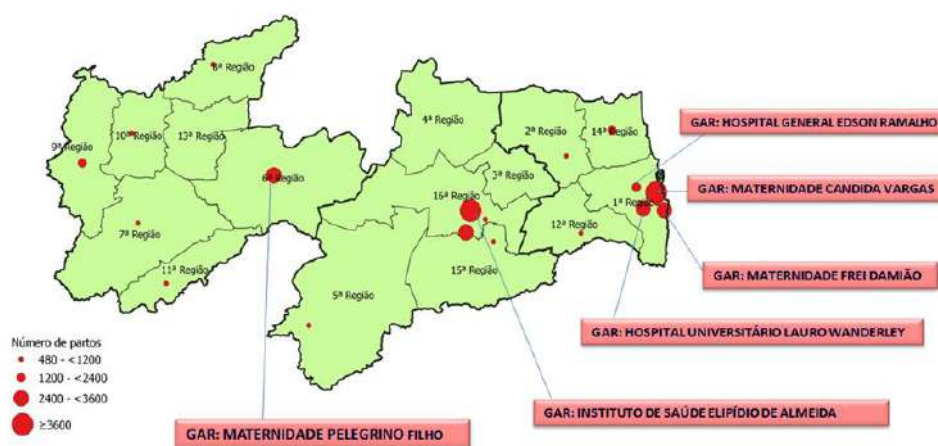 8ª Região
4ª Região
2ª Região
14ª Região
GAR: HOSPITAL GENERAL EDSON RAMALHO
9ª Região
10ª Região
13ª Região
6ª Região
3ª Região
16ª Região
1ª Região
GAR: MATERNIDADE CANDIDA VARGAS
7ª Região
12ª Região
11ª Região
15ª Região
5ª Região
GAR: MATERNIDADE FREI DAMIÃO
GAR: HOSPITAL UNIVERSITÁRIO LAURO WANDERLEY
Número de partos
480 - <1200
1200 - <2400
2400 - <3600
≥3600
GAR: INSTITUTO DE SAÚDE ELIPÍDIO DE ALMEIDA
GAR: MATERNIDADE PELEGRINO FILHO